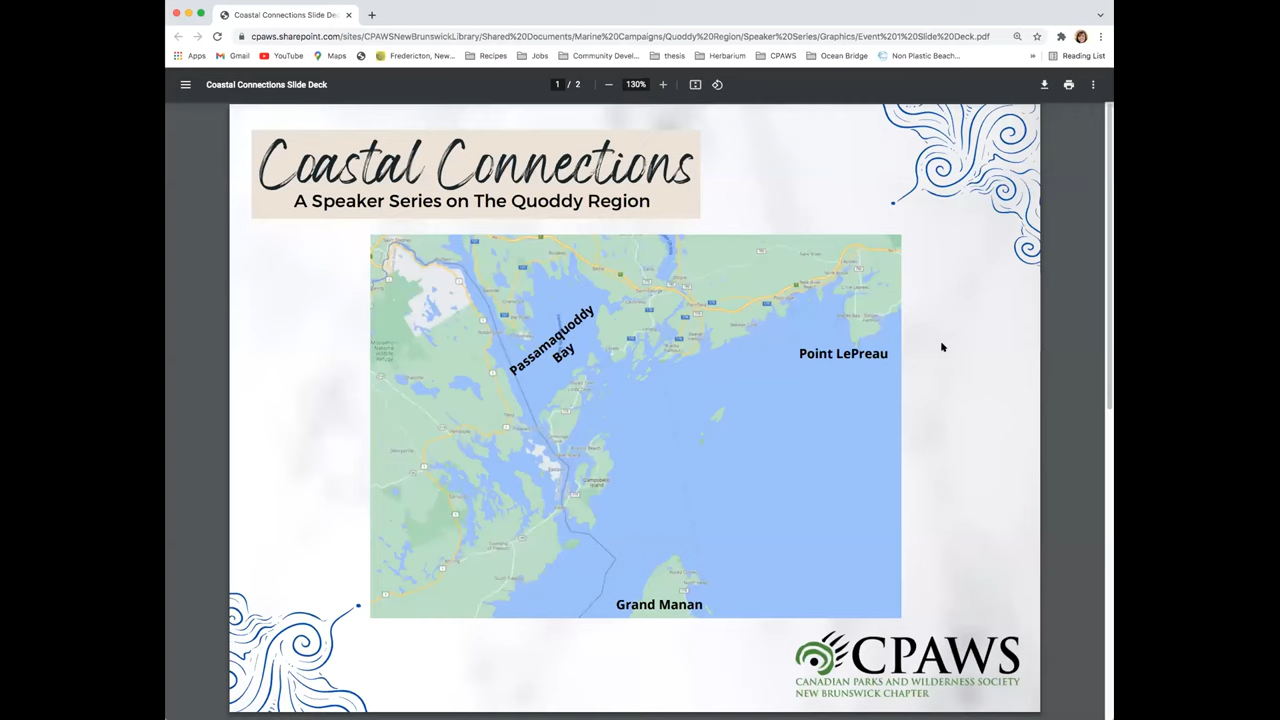 Coastal Connections Slide Dec
cpaws.sharepoint.com/sites/CPAWSNewBrunswickLibrary/Shared%20Documents/Marine%20Campaigns/Quoddy%20Region/Speaker%20Series/Graphics/Event%201%20Slide%20Deck.pdf
Apps Gmail YouTube Maps Fredericton, New... Recipes Jobs Community Devel... thesis Herbarium CPAWS Ocean Bridge Non Plastic Beach... » Reading List
Coastal Connections Slide Deck
1 / 2
130%
Coastal Connections
A Speaker Series on The Quoddy Region
Passamaquoddy
Bay
Point LePreau
Grand Manan
CPAWS
CANADIAN PARKS AND WILDERNESS SOCIETY
NEW BRUNSWICK CHAPTER